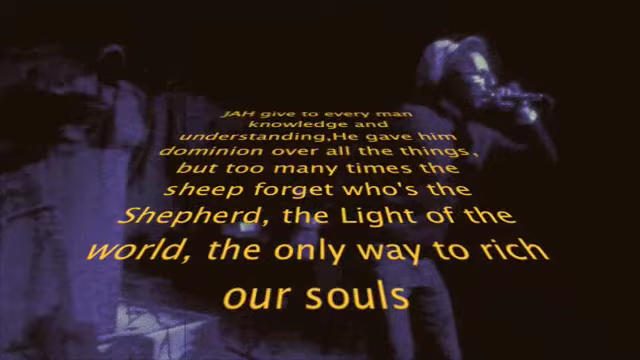 JAH give to every man
knowledge and
understanding,He gave him
dominion over all the things,
but too many times the
sheep forget who's the
Shepherd, the Light of the
world, the only way to rich
our souls